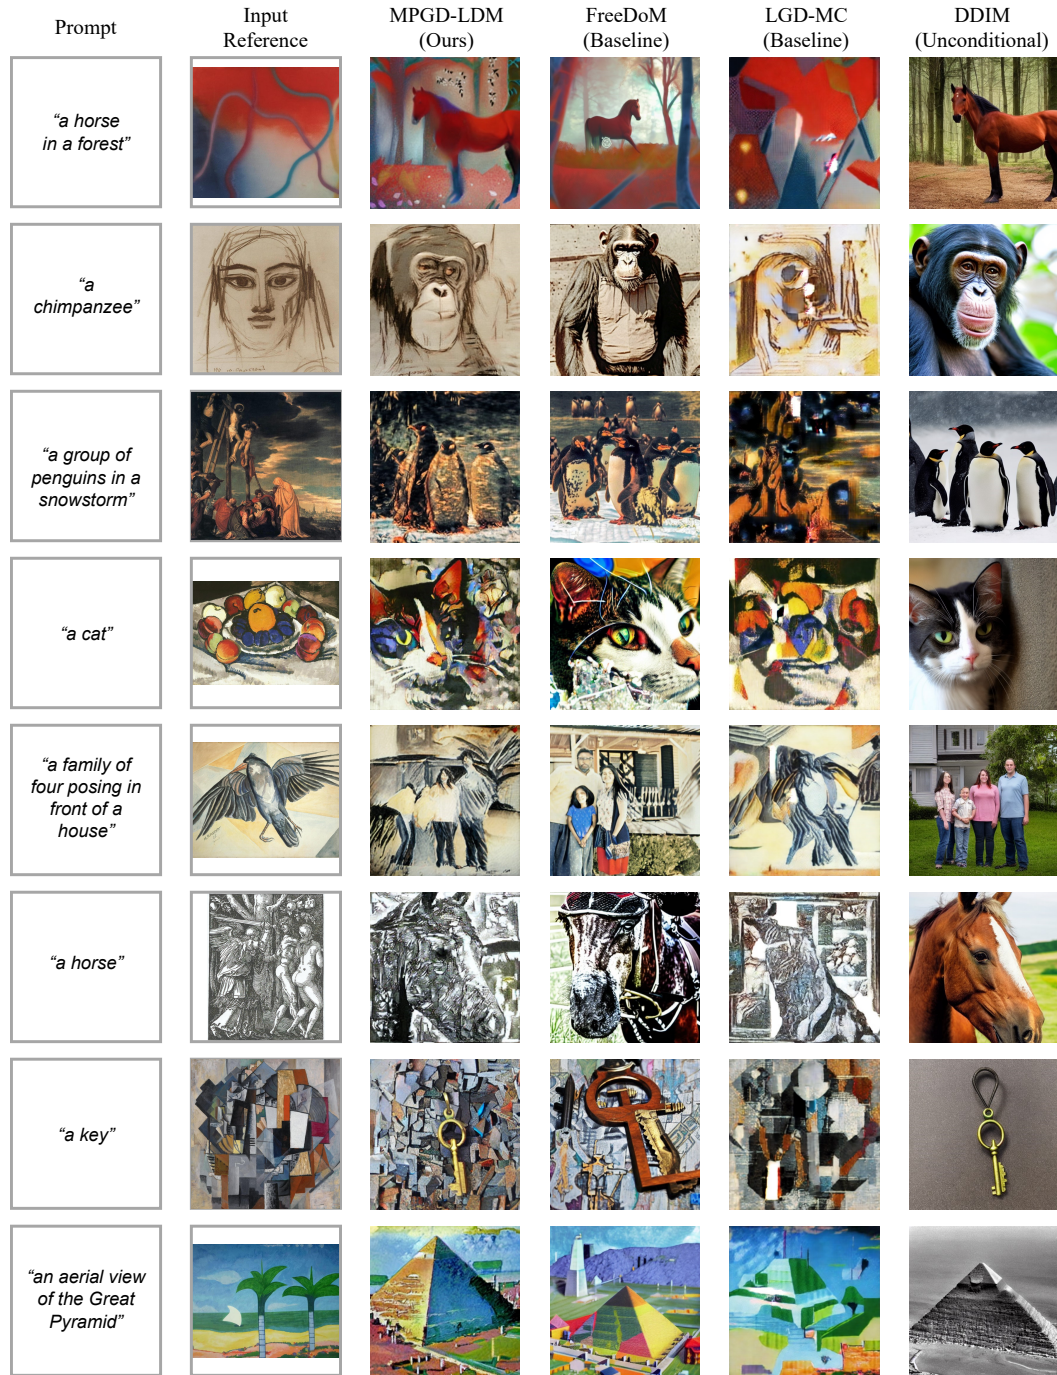 Prompt
Input
Reference
MPGD-LDM
(Ours)
FreeDoM
(Baseline)
LGD-MC
(Baseline)
DDIM
(Unconditional)
“a horse
in a forest”
“a
chimpanzee”
“a group of
penguins in a
snowstorm”
“a cat”
“a family of
four posing in
front of a
house”
“a horse”
“a key”
“an aerial view
of the Great
Pyramid”